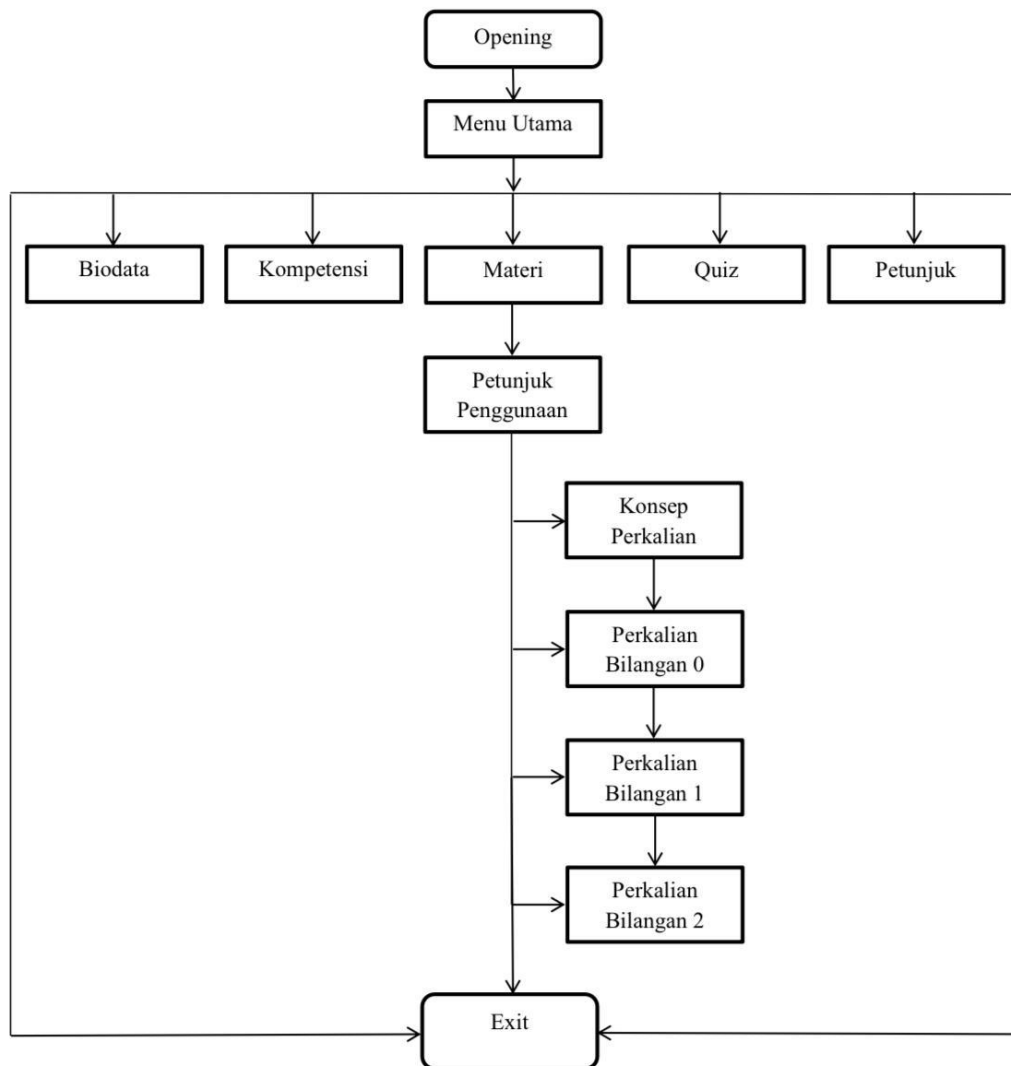 Opening
Menu Utama
Biodata
Kompetensi
Materi
Quiz
Petunjuk
Petunjuk
Penggunaan
Konsep
Perkalian
Perkalian
Bilangan 0
Perkalian
Bilangan 1
Perkalian
Bilangan 2
Exit